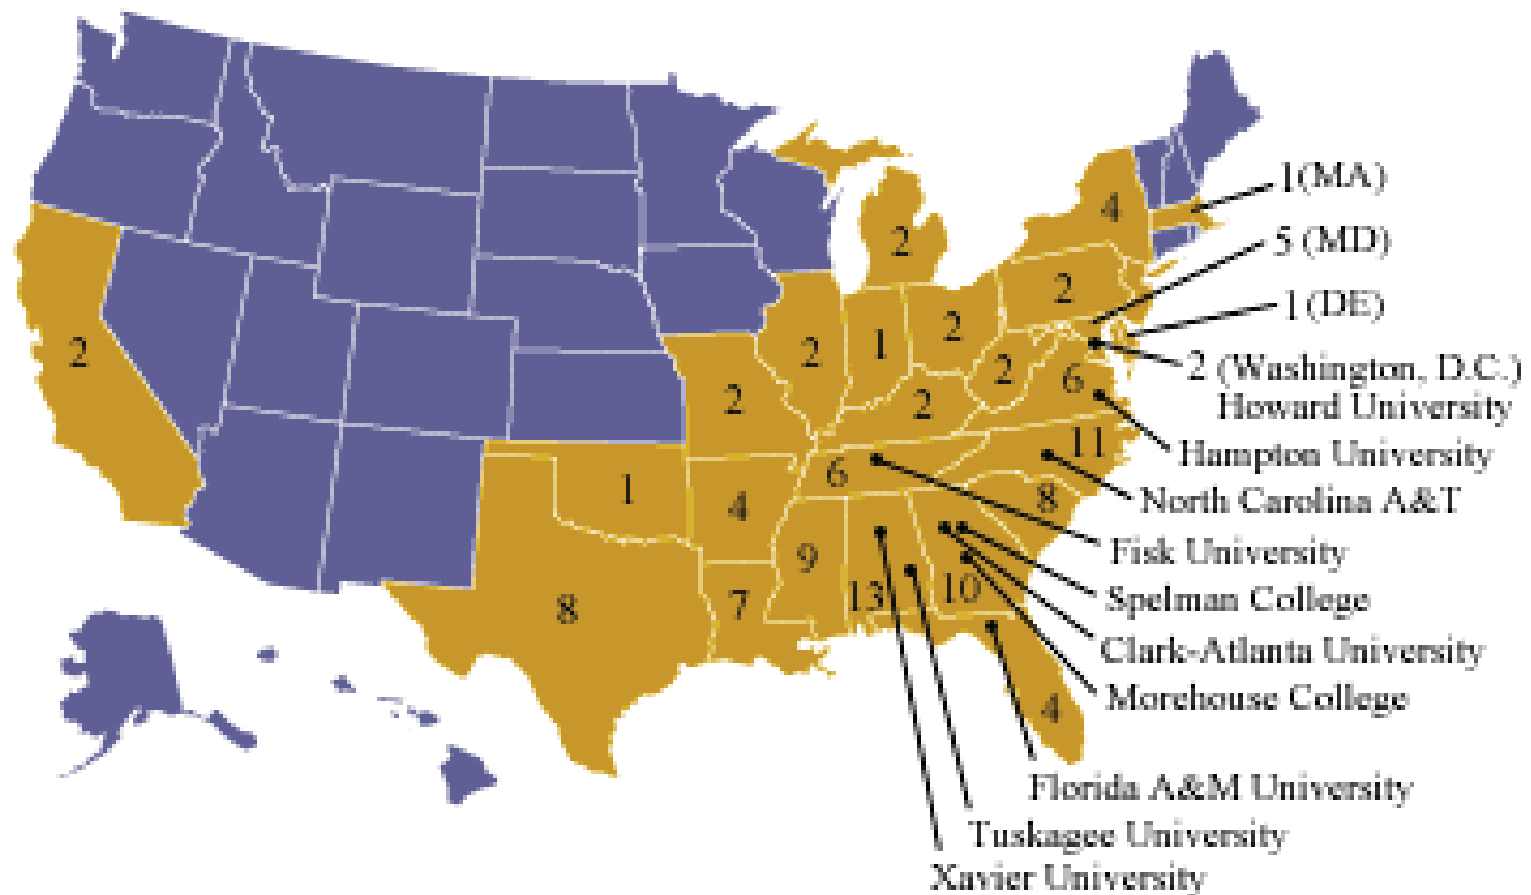 1(MA)
4
2
5 (MD)
2
1(DE)
2
2
1
2
2
2 (Washington, D.C.)
Howard University
2
6
2
2
11
Hampton University
6
1
8
North Carolina A&T
4
9
Fisk University
13
10
Spelman College
8
7
Clark-Atlanta University
4
Morehouse College
Florida A&M University
Tuskagee University
Xavier University